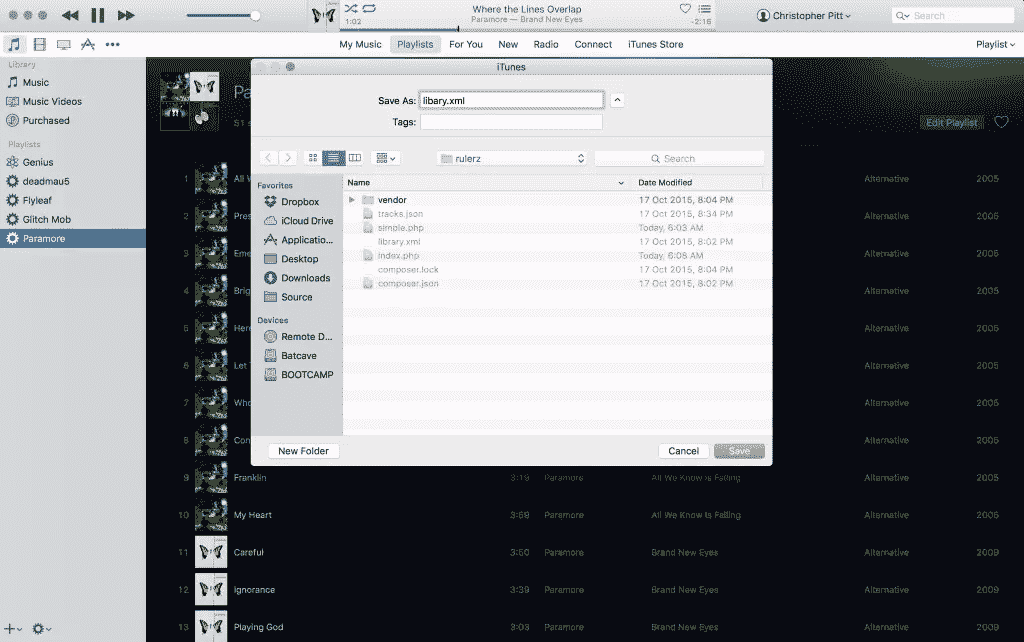 Where the Lines Overlap
Paramore — Brand New Eyes
1:02
-2:15
Christopher Pitt
Search
My Music Playlists For You New Radio Connect iTunes Store
Playlist
Library
Music
Music Videos
Purchased
Playlists
Genius
deadmau5
Flyleaf
Glitch Mob
Paramore
iTunes
Save As: libary.xml
Tags:
Pa
51 s
Edit Playlist
rulerz
Search
Favorites
Dropbox
iCloud Drive
Applicatio...
Desktop
Downloads
Source
Devices
Remote D...
Batcave
BOOTCAMP
Name Date Modified
vendor 17 Oct 2015, 8:04 PM
tracks.json 17 Oct 2015, 8:34 PM
simple.php Today, 6:03 AM
library.xml 17 Oct 2015, 8:02 PM
index.php Today, 6:08 AM
composer.lock 17 Oct 2015, 8:04 PM
composer.json 17 Oct 2015, 8:02 PM
New Folder Cancel Save
1 All W Alternative 2005
2 Pres Alternative 2005
3 Eme Alternative 2005
4 Brig Alternative 2005
5 Here Alternative 2005
6 Let T Alternative 2005
7 Whe Alternative 2005
8 Con Alternative 2005
9 Franklin 3:19 Paramore All We Know Is Falling Alternative 2005
10 My Heart 3:59 Paramore All We Know Is Falling Alternative 2005
11 Careful 3:50 Paramore Brand New Eyes Alternative 2009
12 Ignorance 3:39 Paramore Brand New Eyes Alternative 2009
13 Playing God 3:03 Paramore Brand New Eyes Alternative 2009